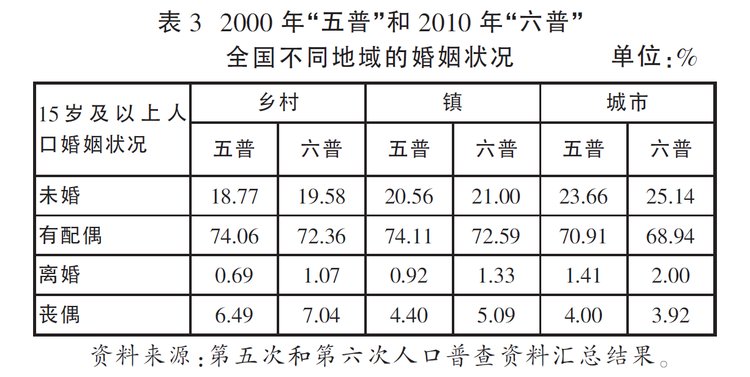 表 3 2000 年“五普”和 2010 年“六普”
全国不同地域的婚姻状况 单位:%
15岁及以上人口婚姻状况 乡村 镇 城市
五普 六普 五普 六普 五普 六普
未婚 18.77 19.58 20.56 21.00 23.66 25.14
有配偶 74.06 72.36 74.11 72.59 70.91 68.94
离婚 0.69 1.07 0.92 1.33 1.41 2.00
丧偶 6.49 7.04 4.40 5.09 4.00 3.92
资料来源:第五次和第六次人口普查资料汇总结果。